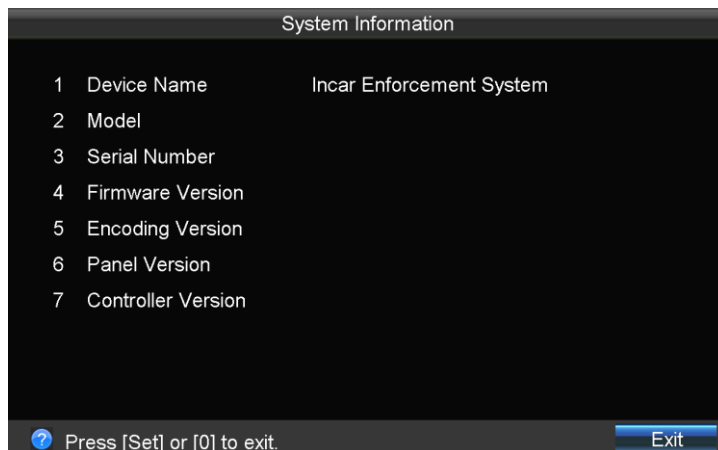 System Information
1 Device Name Incar Enforcement System
2 Model
3 Serial Number
4 Firmware Version
5 Encoding Version
6 Panel Version
7 Controller Version
? Press [Set] or [0] to exit. Exit